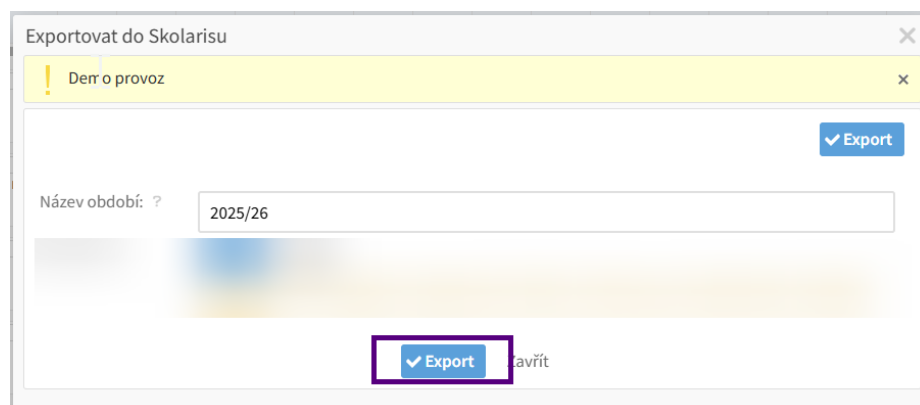 Exportovat do Skolarisu
Demo provoz
Export
Název období: ?
2025/26
Export
Zavřít